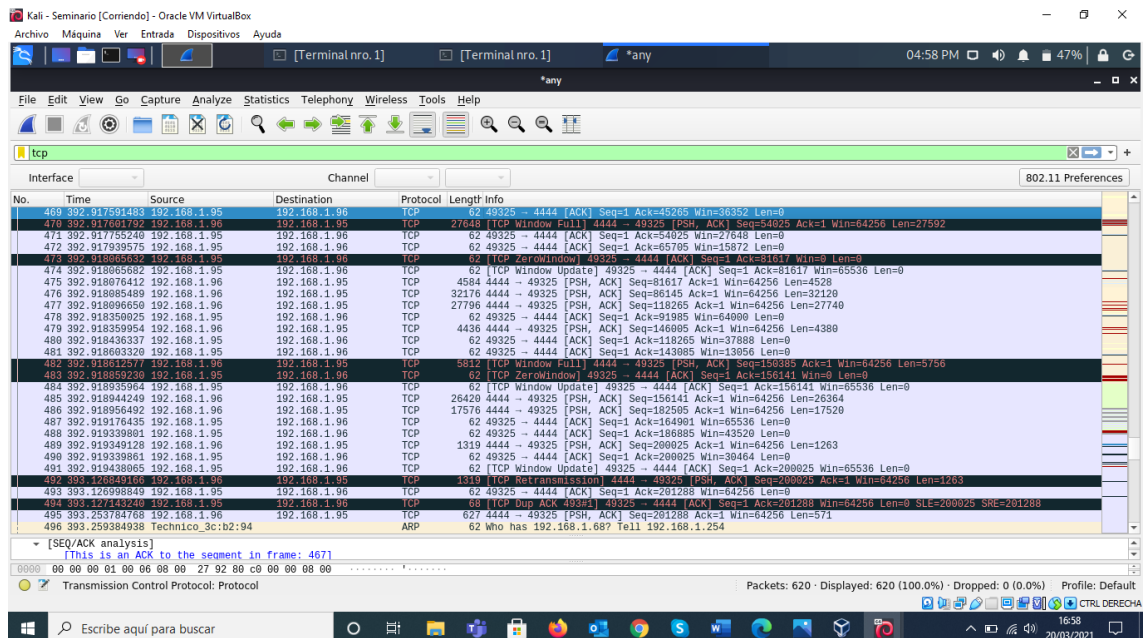 Kali - Seminario [Corriendo] - Oracle VM VirtualBox
Archivo Máquina Ver Entrada Dispositivos Ayuda
[Terminal nro. 1] [Terminal nro. 1] *any 04:58 PM 47%
*any
File Edit View Go Capture Analyze Statistics Telephony Wireless Tools Help
tcp
Interface Channel 802.11 Preferences
No. Time Source Destination Protocol Length Info
469 392.917591483 192.168.1.95 192.168.1.96 TCP 62 49325 → 4444 [ACK] Seq=1 Ack=45265 Win=36352 Len=0
470 392.917601792 192.168.1.96 192.168.1.95 TCP 27648 [TCP Window Full] 4444 → 49325 [PSH, ACK] Seq=54025 Ack=1 Win=64256 Len=27592
471 392.917755240 192.168.1.95 192.168.1.96 TCP 62 49325 → 4444 [ACK] Seq=1 Ack=54025 Win=27648 Len=0
472 392.917939575 192.168.1.95 192.168.1.96 TCP 62 49325 → 4444 [ACK] Seq=1 Ack=65705 Win=15872 Len=0
473 392.918065632 192.168.1.95 192.168.1.96 TCP 62 [TCP ZeroWindow] 49325 → 4444 [ACK] Seq=1 Ack=81617 Win=0 Len=0
474 392.918065682 192.168.1.95 192.168.1.96 TCP 62 [TCP Window Update] 49325 → 4444 [ACK] Seq=1 Ack=81617 Win=65536 Len=0
475 392.918076412 192.168.1.96 192.168.1.95 TCP 4584 4444 → 49325 [PSH, ACK] Seq=81617 Ack=1 Win=64256 Len=4528
476 392.918085489 192.168.1.96 192.168.1.95 TCP 32176 4444 → 49325 [PSH, ACK] Seq=86145 Ack=1 Win=64256 Len=32120
477 392.918096650 192.168.1.96 192.168.1.95 TCP 27796 4444 → 49325 [PSH, ACK] Seq=118265 Ack=1 Win=64256 Len=27740
478 392.918350025 192.168.1.95 192.168.1.96 TCP 62 49325 → 4444 [ACK] Seq=1 Ack=91985 Win=64000 Len=0
479 392.918359954 192.168.1.96 192.168.1.95 TCP 4436 4444 → 49325 [PSH, ACK] Seq=146005 Ack=1 Win=64256 Len=4380
480 392.918436337 192.168.1.95 192.168.1.96 TCP 62 49325 → 4444 [ACK] Seq=1 Ack=118265 Win=37888 Len=0
481 392.918603320 192.168.1.95 192.168.1.96 TCP 62 49325 → 4444 [ACK] Seq=1 Ack=143085 Win=13056 Len=0
482 392.918612577 192.168.1.96 192.168.1.95 TCP 5812 [TCP Window Full] 4444 → 49325 [PSH, ACK] Seq=150385 Ack=1 Win=64256 Len=5756
483 392.918859230 192.168.1.95 192.168.1.96 TCP 62 [TCP ZeroWindow] 49325 → 4444 [ACK] Seq=1 Ack=156141 Win=0 Len=0
484 392.918935964 192.168.1.95 192.168.1.96 TCP 62 [TCP Window Update] 49325 → 4444 [ACK] Seq=1 Ack=156141 Win=65536 Len=0
485 392.918944249 192.168.1.96 192.168.1.95 TCP 26420 4444 → 49325 [PSH, ACK] Seq=156141 Ack=1 Win=64256 Len=26364
486 392.918956492 192.168.1.96 192.168.1.95 TCP 17576 4444 → 49325 [PSH, ACK] Seq=182505 Ack=1 Win=64256 Len=17520
487 392.919176435 192.168.1.95 192.168.1.96 TCP 62 49325 → 4444 [ACK] Seq=1 Ack=164901 Win=65536 Len=0
488 392.919339801 192.168.1.95 192.168.1.96 TCP 62 49325 → 4444 [ACK] Seq=1 Ack=186885 Win=43520 Len=0
489 392.919349128 192.168.1.96 192.168.1.95 TCP 1319 4444 → 49325 [PSH, ACK] Seq=200025 Ack=1 Win=64256 Len=1263
490 392.919339861 192.168.1.95 192.168.1.96 TCP 62 49325 → 4444 [ACK] Seq=1 Ack=200025 Win=30464 Len=0
491 392.919438065 192.168.1.95 192.168.1.96 TCP 62 [TCP Window Update] 49325 → 4444 [ACK] Seq=1 Ack=200025 Win=65536 Len=0
492 393.126849166 192.168.1.96 192.168.1.95 TCP 1319 [TCP Retransmission] 4444 → 49325 [PSH, ACK] Seq=200025 Ack=1 Win=64256 Len=1263
493 393.126998849 192.168.1.95 192.168.1.96 TCP 62 49325 → 4444 [ACK] Seq=1 Ack=201288 Win=64256 Len=0
494 393.127143240 192.168.1.95 192.168.1.96 TCP 68 [TCP Dup ACK 493#1] 49325 → 4444 [ACK] Seq=1 Ack=201288 Win=64256 Len=0 SLE=200025 SRE=201288
495 393.253784768 192.168.1.96 192.168.1.95 TCP 627 4444 → 49325 [PSH, ACK] Seq=201288 Ack=1 Win=64256 Len=571
496 393.259384938 Technico_3c:b2:94 ARP 62 Who has 192.168.1.68? Tell 192.168.1.254
[SEQ/ACK analysis]
[This is an ACK to the segment in frame: 467]
0000 00 00 00 01 00 06 08 00 27 92 80 c0 00 00 08 00 ········ '·······
Transmission Control Protocol: Protocol Packets: 620 · Displayed: 620 (100.0%) · Dropped: 0 (0.0%) Profile: Default
CTRL DERECHA
Escribe aquí para buscar 16:58
20/03/2021